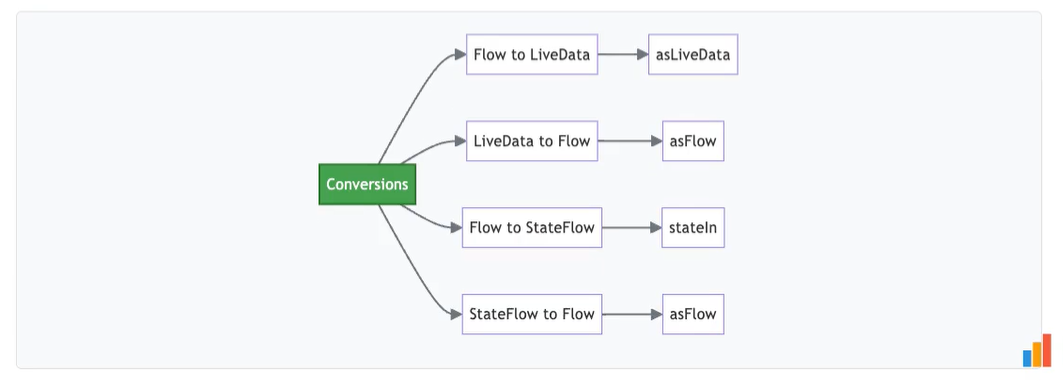 Conversions
Flow to LiveData
asLiveData
LiveData to Flow
asFlow
Flow to StateFlow
stateIn
StateFlow to Flow
asFlow